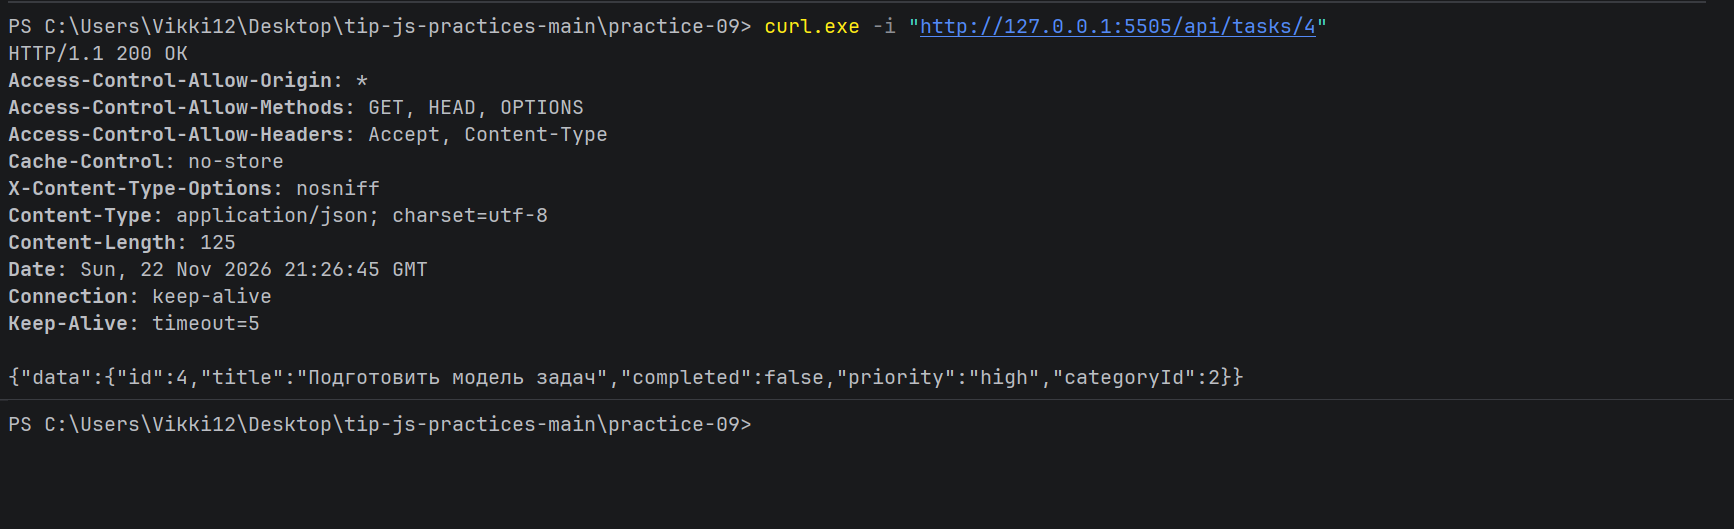 PS C:\Users\Vikki12\Desktop\tip-js-practices-main\practice-09> curl.exe -i "http://127.0.0.1:5505/api/tasks/4"
HTTP/1.1 200 OK
Access-Control-Allow-Origin: *
Access-Control-Allow-Methods: GET, HEAD, OPTIONS
Access-Control-Allow-Headers: Accept, Content-Type
Cache-Control: no-store
X-Content-Type-Options: nosniff
Content-Type: application/json; charset=utf-8
Content-Length: 125
Date: Sun, 22 Nov 2026 21:26:45 GMT
Connection: keep-alive
Keep-Alive: timeout=5
{"data":{"id":4,"title":"Подготовить модель задач","completed":false,"priority":"high","categoryId":2}}
PS C:\Users\Vikki12\Desktop\tip-js-practices-main\practice-09>